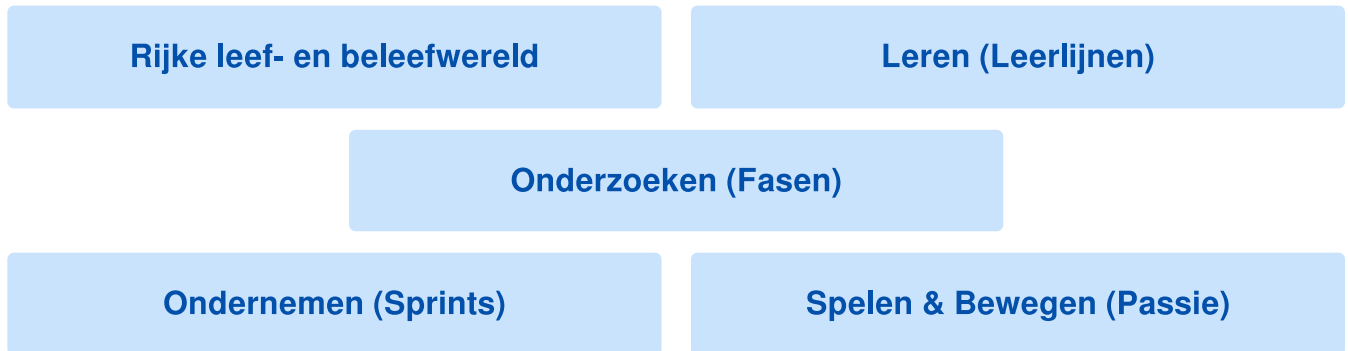 Rijke leef- en beleefwereld
Leren (Leerlijnen)
Onderzoeken (Fasen)
Ondernemen (Sprints)
Spelen & Bewegen (Passie)